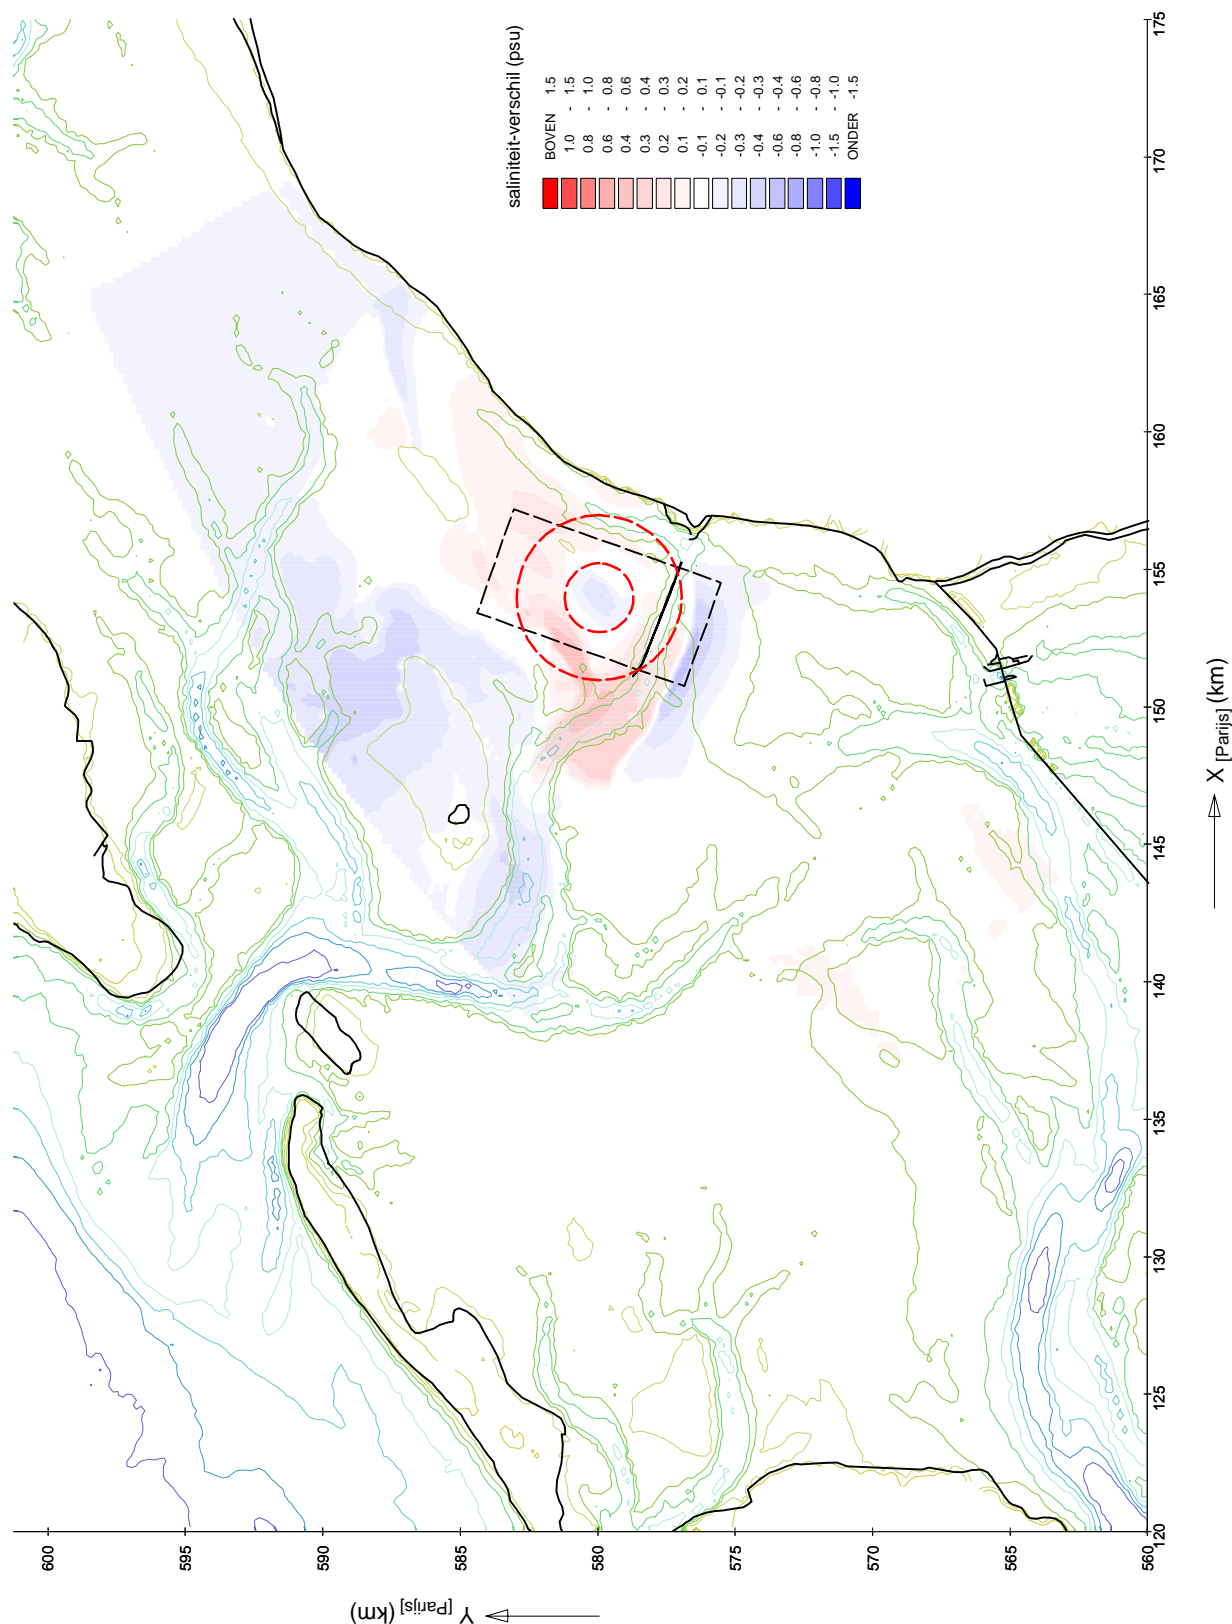 saliniteit-verschil (psu)
BOVEN 1.5
1.0 - 1.5
0.8 - 1.0
0.6 - 0.8
0.4 - 0.6
0.3 - 0.4
0.2 - 0.3
0.1 - 0.2
-0.1 - 0.1
-0.2 - -0.1
-0.3 - -0.2
-0.4 - -0.3
-0.6 - -0.4
-0.8 - -0.6
-1.0 - -0.8
-1.5 - -1.0
ONDER -1.5
600
595
590
585
580
575
570
565
560
Y [Parijs] (km)
120
125
130
135
140
145
150
155
160
165
170
175
X [Parijs] (km)